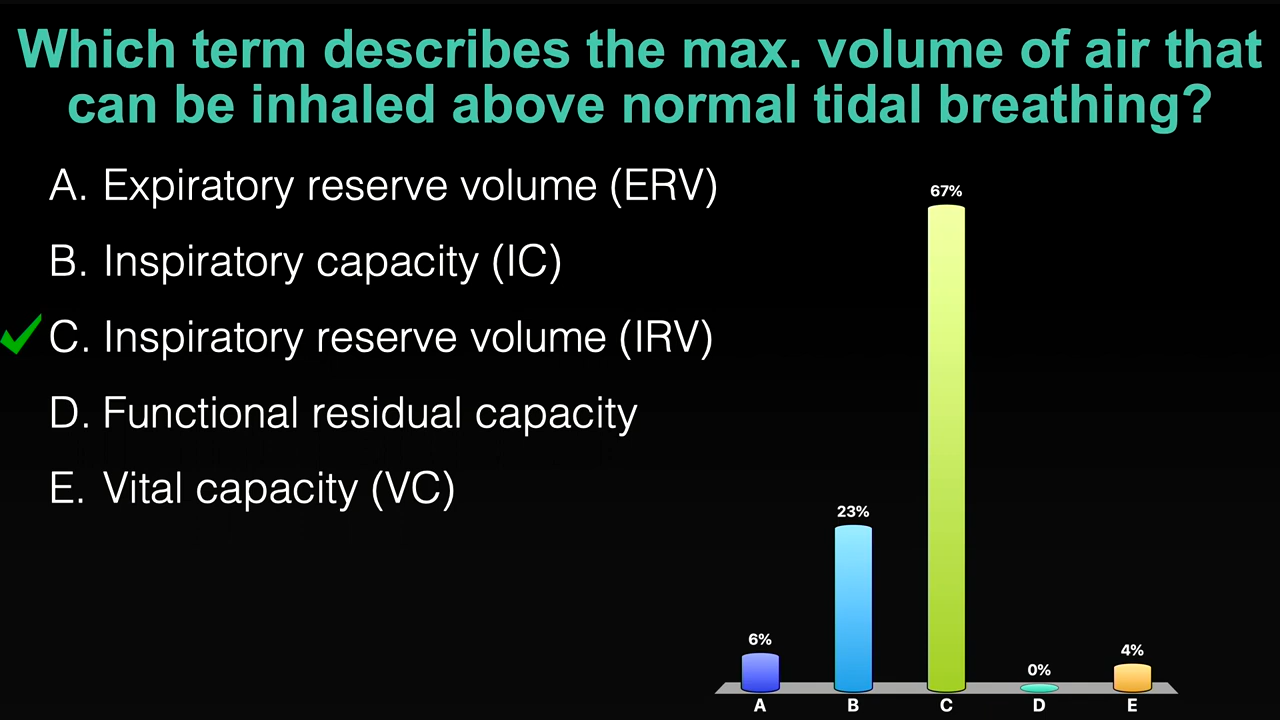 Which term describes the max. volume of air that
can be inhaled above normal tidal breathing?
A. Expiratory reserve volume (ERV)
B. Inspiratory capacity (IC)
C. Inspiratory reserve volume (IRV)
D. Functional residual capacity
E. Vital capacity (VC)
67%
23%
6%
0%
4%
A B C D E